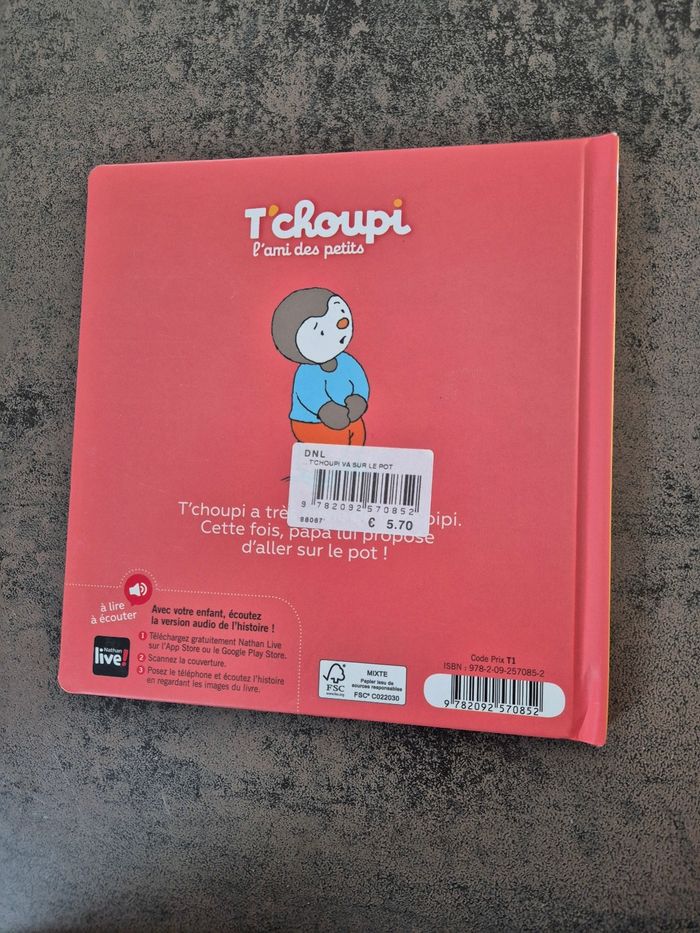 T'choupi
l'ami des petits
DNL
T'CHOUPI VA SUR LE POT
9 782092 570852
€ 5.70
T'choupi a trè pipi.
Cette fois, papa lui propose
d'aller sur le pot !
à lire
à écouter
Avec votre enfant, écoutez
la version audio de l'histoire !
1 Téléchargez gratuitement Nathan Live
sur l'App Store ou le Google Play Store.
2 Scannez la couverture.
3 Posez le téléphone et écoutez l'histoire
en regardant les images du livre.
Nathan
live!
FSC
MIXTE
Papier issu de
sources responsables
FSC® C022030
Code Prix T1
ISBN : 978-2-09-257085-2
9 782092 570852